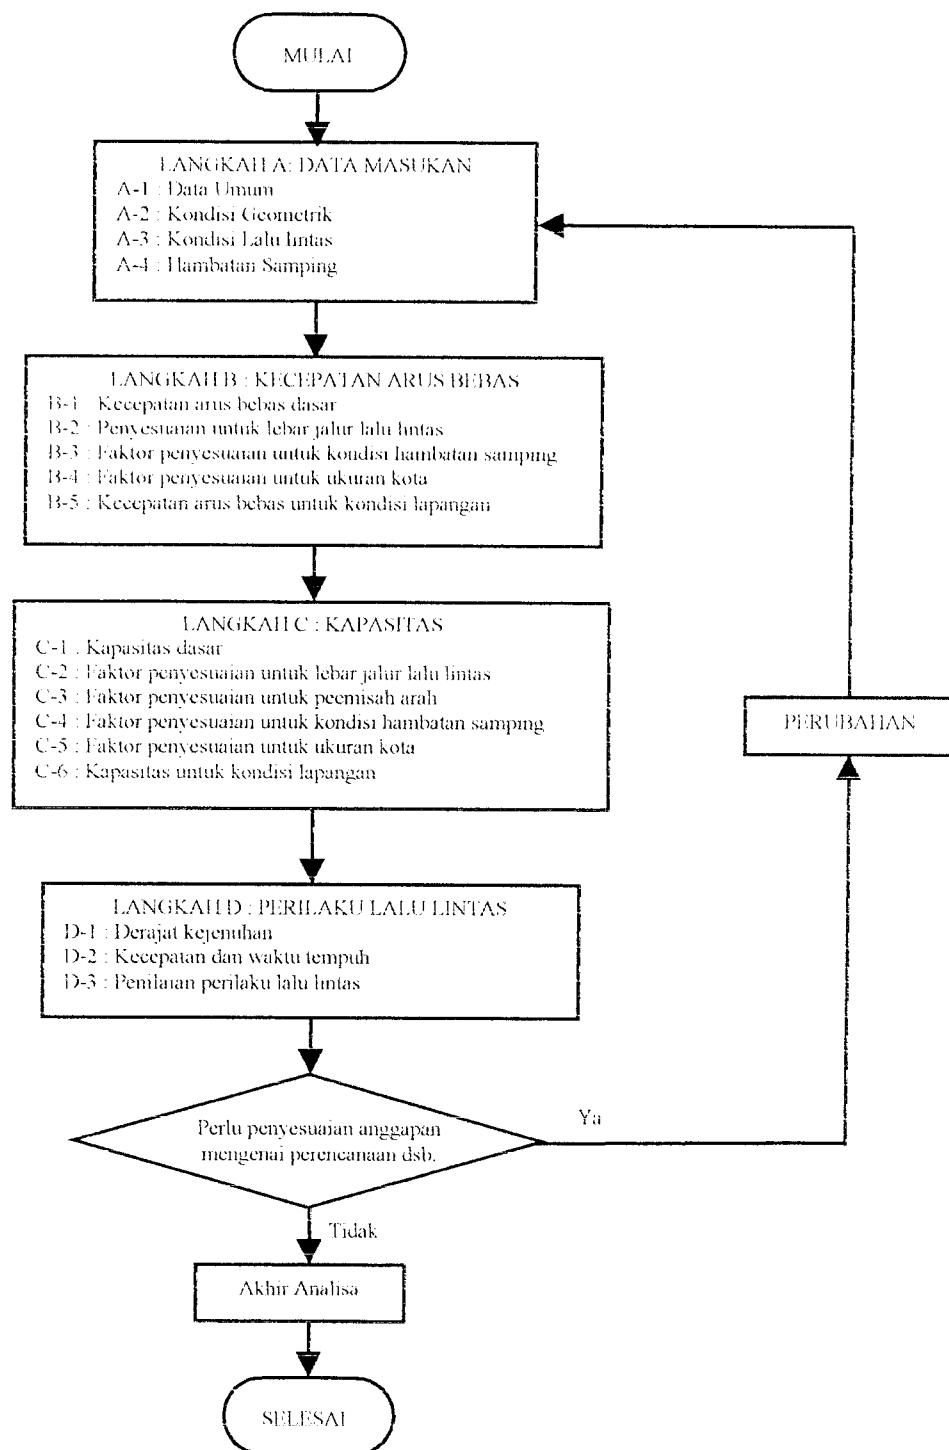 MULAI
LANGKAH A: DATA MASUKAN
A-1 : Data Umum
A-2 : Kondisi Geometrik
A-3 : Kondisi Lalu lintas
A-4 : Hambatan Samping
LANGKAH B : KECEPATAN ARUS BEBAS
B-1 : Kecepatan arus bebas dasar
B-2 : Penyesuaian untuk lebar jalur lalu lintas
B-3 : Faktor penyesuaian untuk kondisi hambatan samping
B-4 : Faktor penyesuaian untuk ukuran kota
B-5 : Kecepatan arus bebas untuk kondisi lapangan
LANGKAH C : KAPASITAS
C-1 : Kapasitas dasar
C-2 : Faktor penyesuaian untuk lebar jalur lalu lintas
C-3 : Faktor penyesuaian untuk peemisah arah
C-4 : Faktor penyesuaian untuk kondisi hambatan samping
C-5 : Faktor penyesuaian untuk ukuran kota
C-6 : Kapasitas untuk kondisi lapangan
PERUBAHAN
LANGKAH D : PERILAKU LALU LINTAS
D-1 : Derajat kejenuhan
D-2 : Kecepatan dan waktu tempuh
D-3 : Penilaian perilaku lalu lintas
Perlu penyesuaian anggapan
mengenai perencanaan dsb.
Ya
Tidak
Akhir Analisa
SELESAI